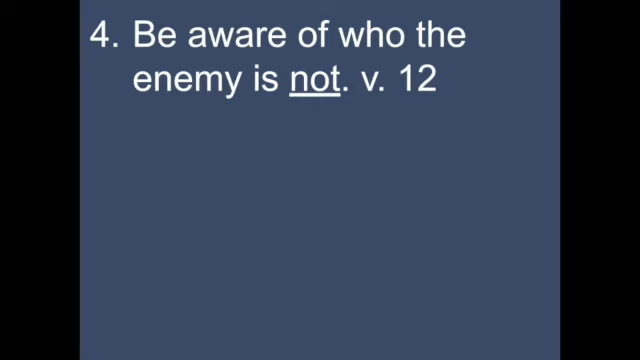 4. Be aware of who the
enemy is not. v. 12